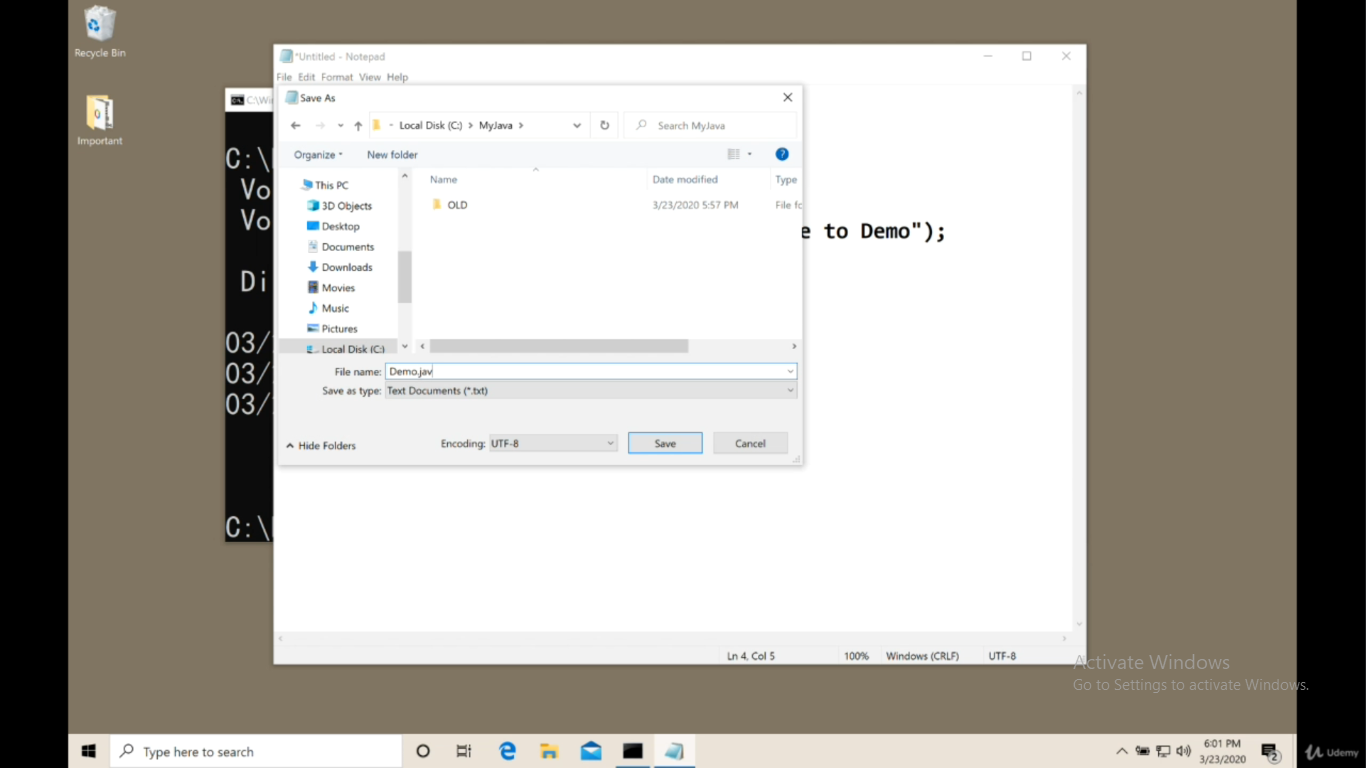 Recycle Bin
Important
*Untitled - Notepad
File Edit Format View Help
C:\Wi
C:\
Vo
Vo
Di
03/
03/
03/
C:\
Save As
Local Disk (C:) > MyJava >
Search MyJava
Organize
New folder
?
This PC
3D Objects
Desktop
Documents
Downloads
Movies
Music
Pictures
Local Disk (C:)
Name Date modified Type
OLD 3/23/2020 5:57 PM File fc
File name: Demo.jav
Save as type: Text Documents (*.txt)
Hide Folders
Encoding: UTF-8
Save
Cancel
e to Demo");
Ln 4, Col 5 100% Windows (CRLF) UTF-8
Activate Windows
Go to Settings to activate Windows.
Type here to search
6:01 PM
3/23/2020
2
Udemy